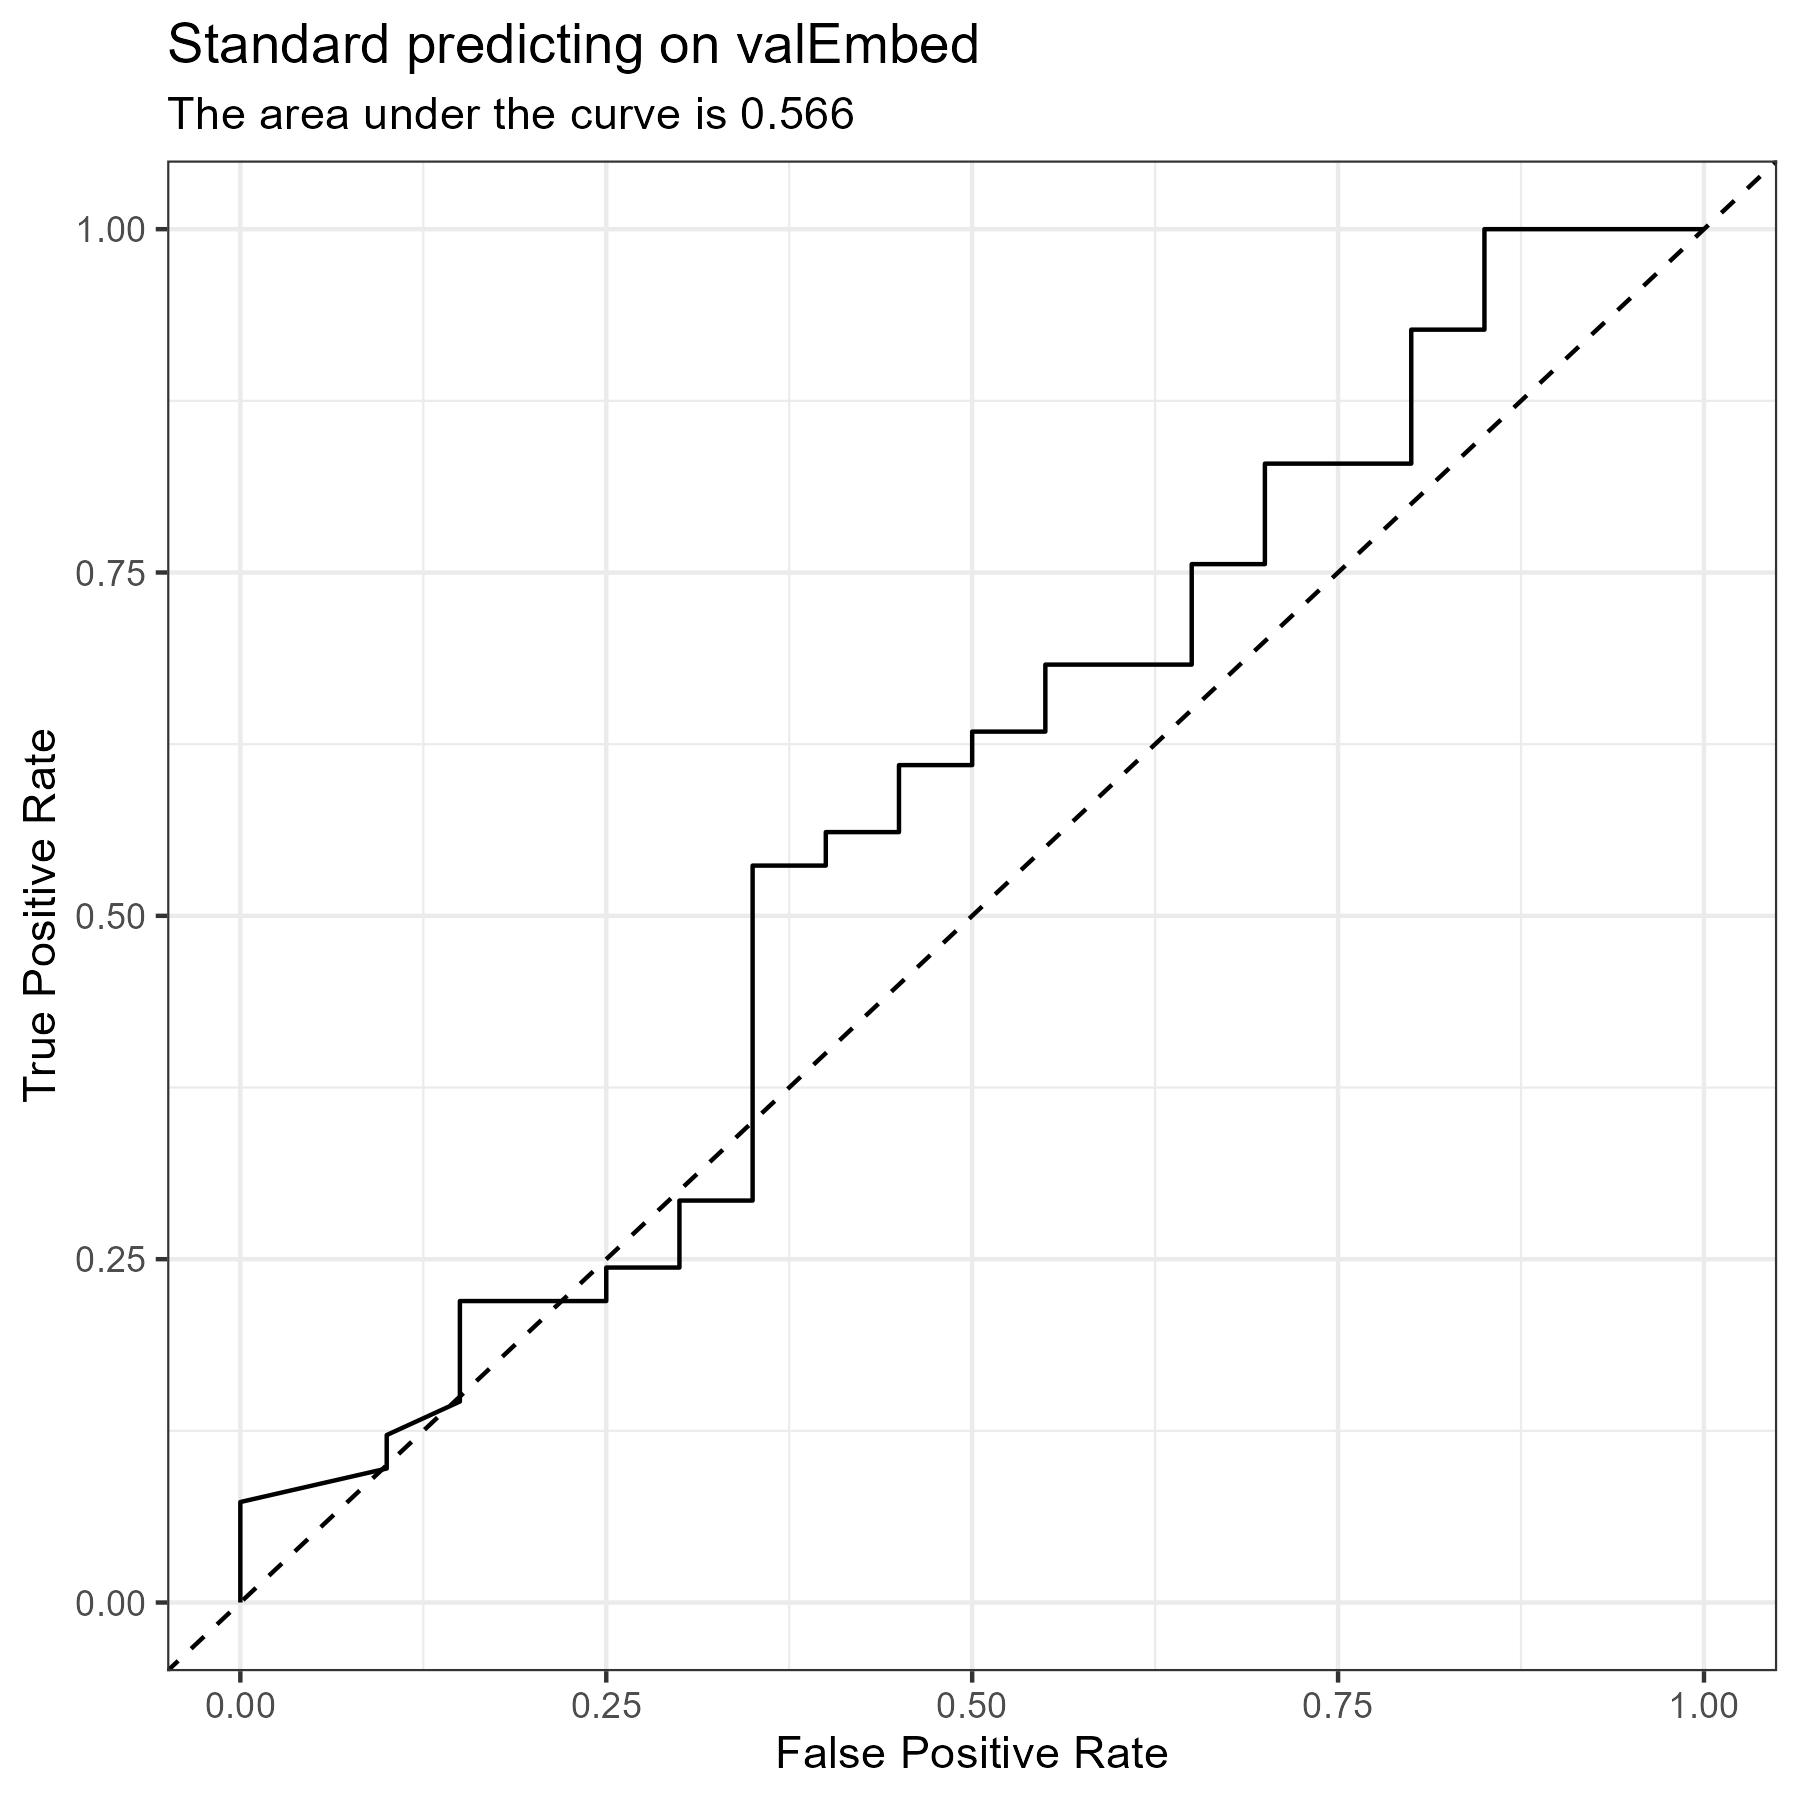 Standard predicting on valEmbed
The area under the curve is 0.566
True Positive Rate
1.00
0.75
0.50
0.25
0.00
0.00 0.25 0.50 0.75 1.00
False Positive Rate